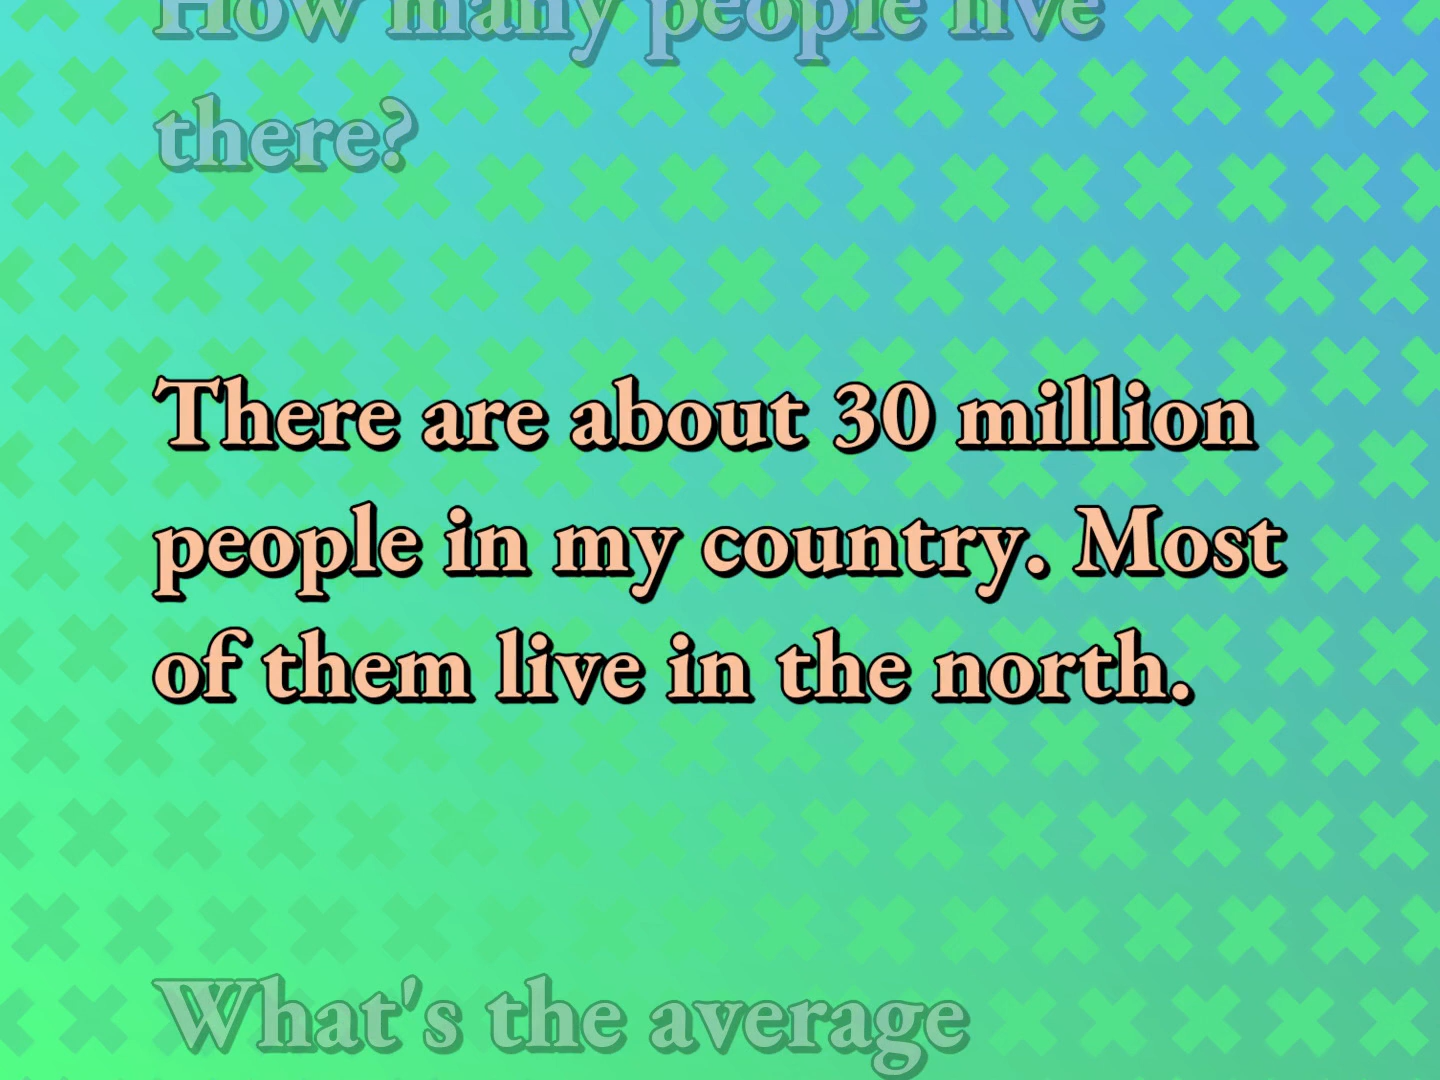 How many people live
there?
There are about 30 million
people in my country. Most
of them live in the north.
What's the average